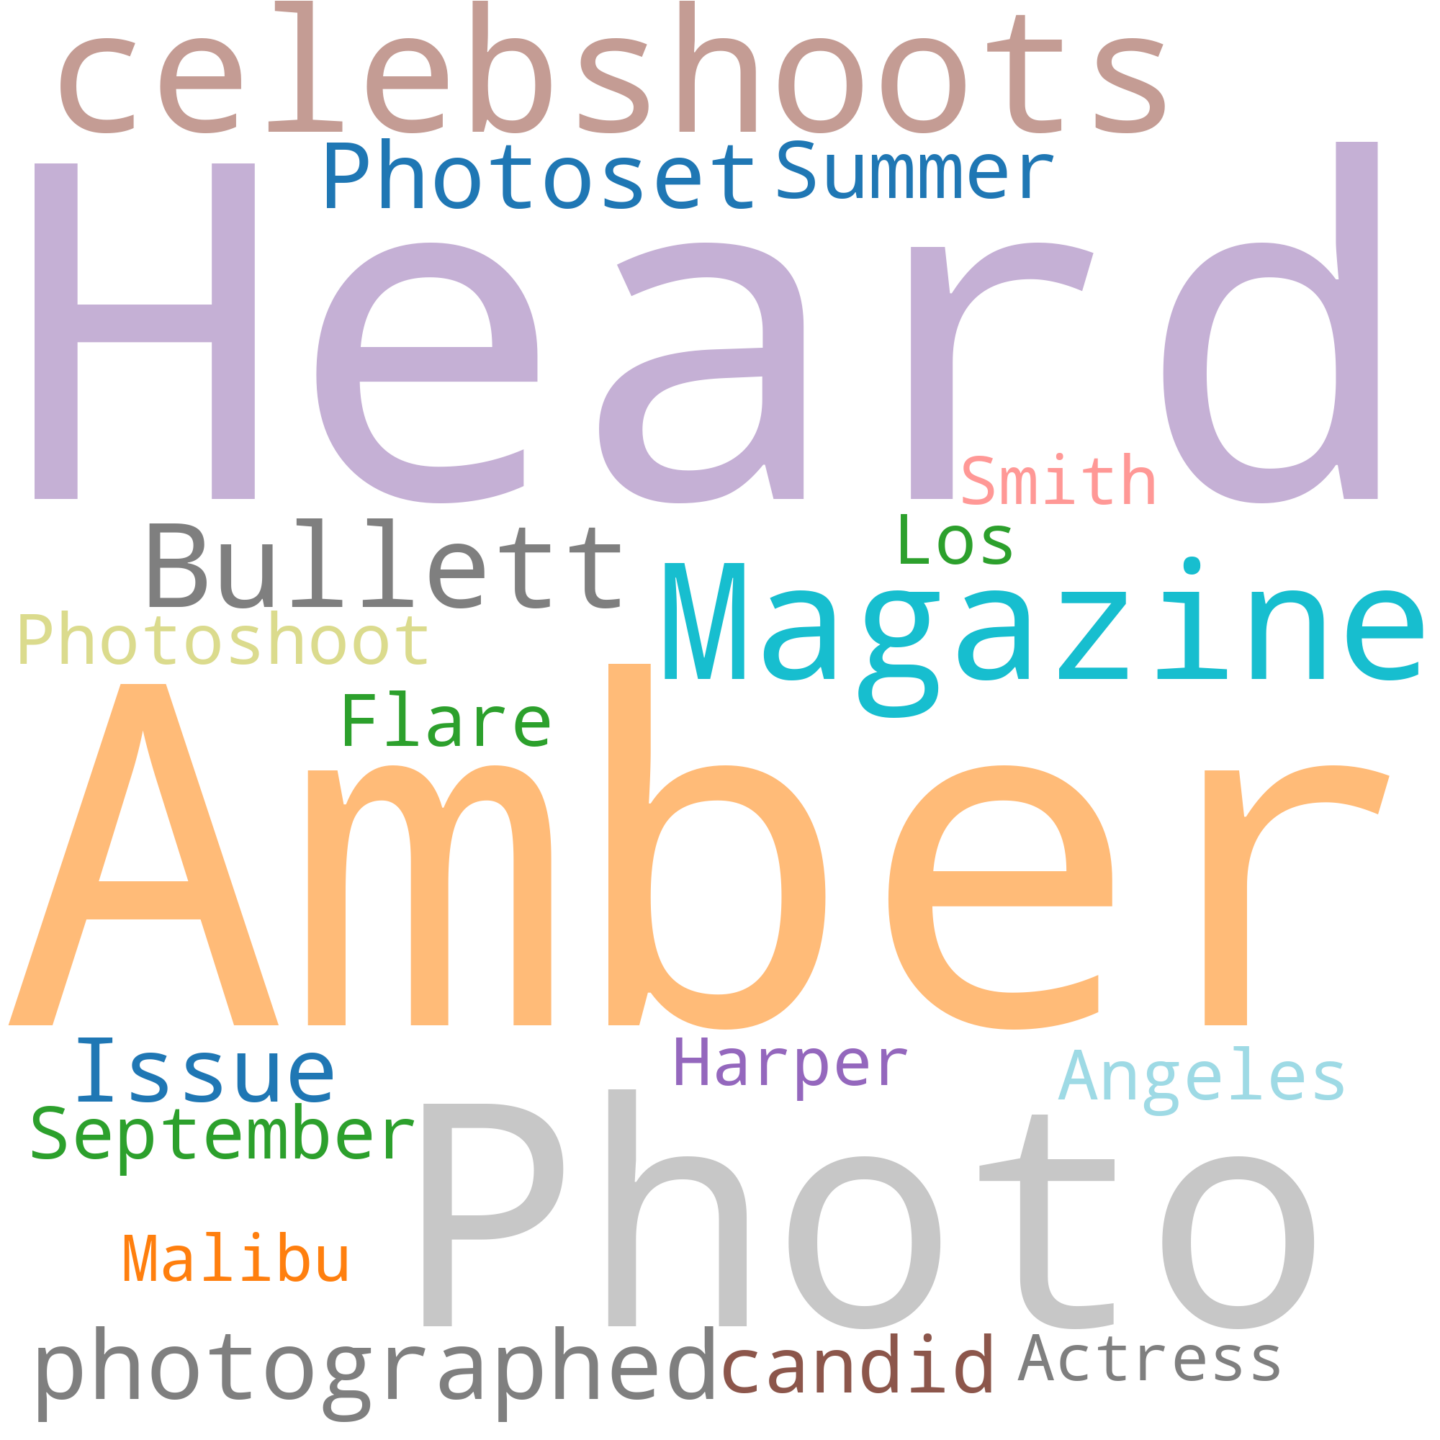 celebshoots
Photoset Summer
Heard
Smith
Los
Bullett
Magazine
Photoshoot
Flare
Amber
Issue
Harper
Angeles
September
Photo
Malibu
photographed candid Actress